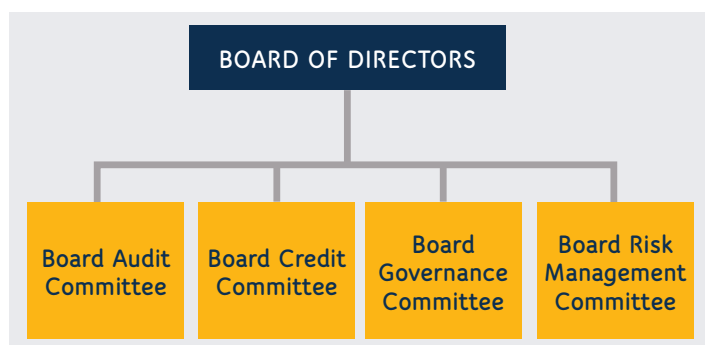 BOARD OF DIRECTORS
Board Audit
Committee
Board Credit
Committee
Board
Governance
Committee
Board Risk
Management
Committee